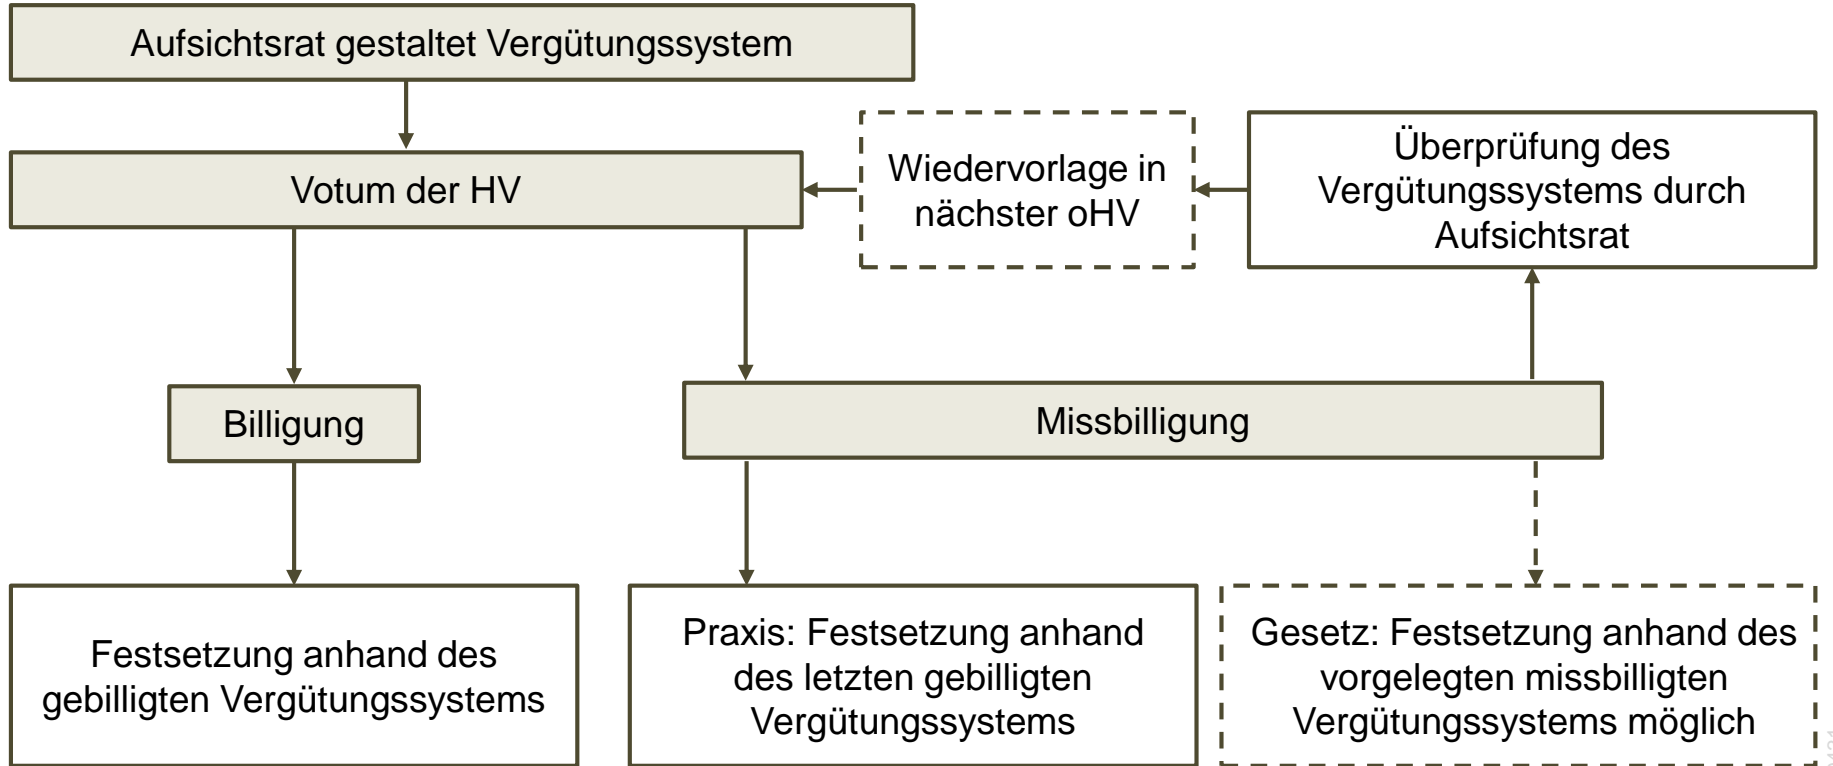 Aufsichtsrat gestaltet Vergütungssystem
Votum der HV
Wiedervorlage in
nächster oHV
Überprüfung des
Vergütungssystems durch
Aufsichtsrat
Billigung
Missbilligung
Festsetzung anhand des
gebilligten Vergütungssystems
Praxis: Festsetzung anhand
des letzten gebilligten
Vergütungssystems
Gesetz: Festsetzung anhand des
vorgelegten missbilligten
Vergütungssystems möglich